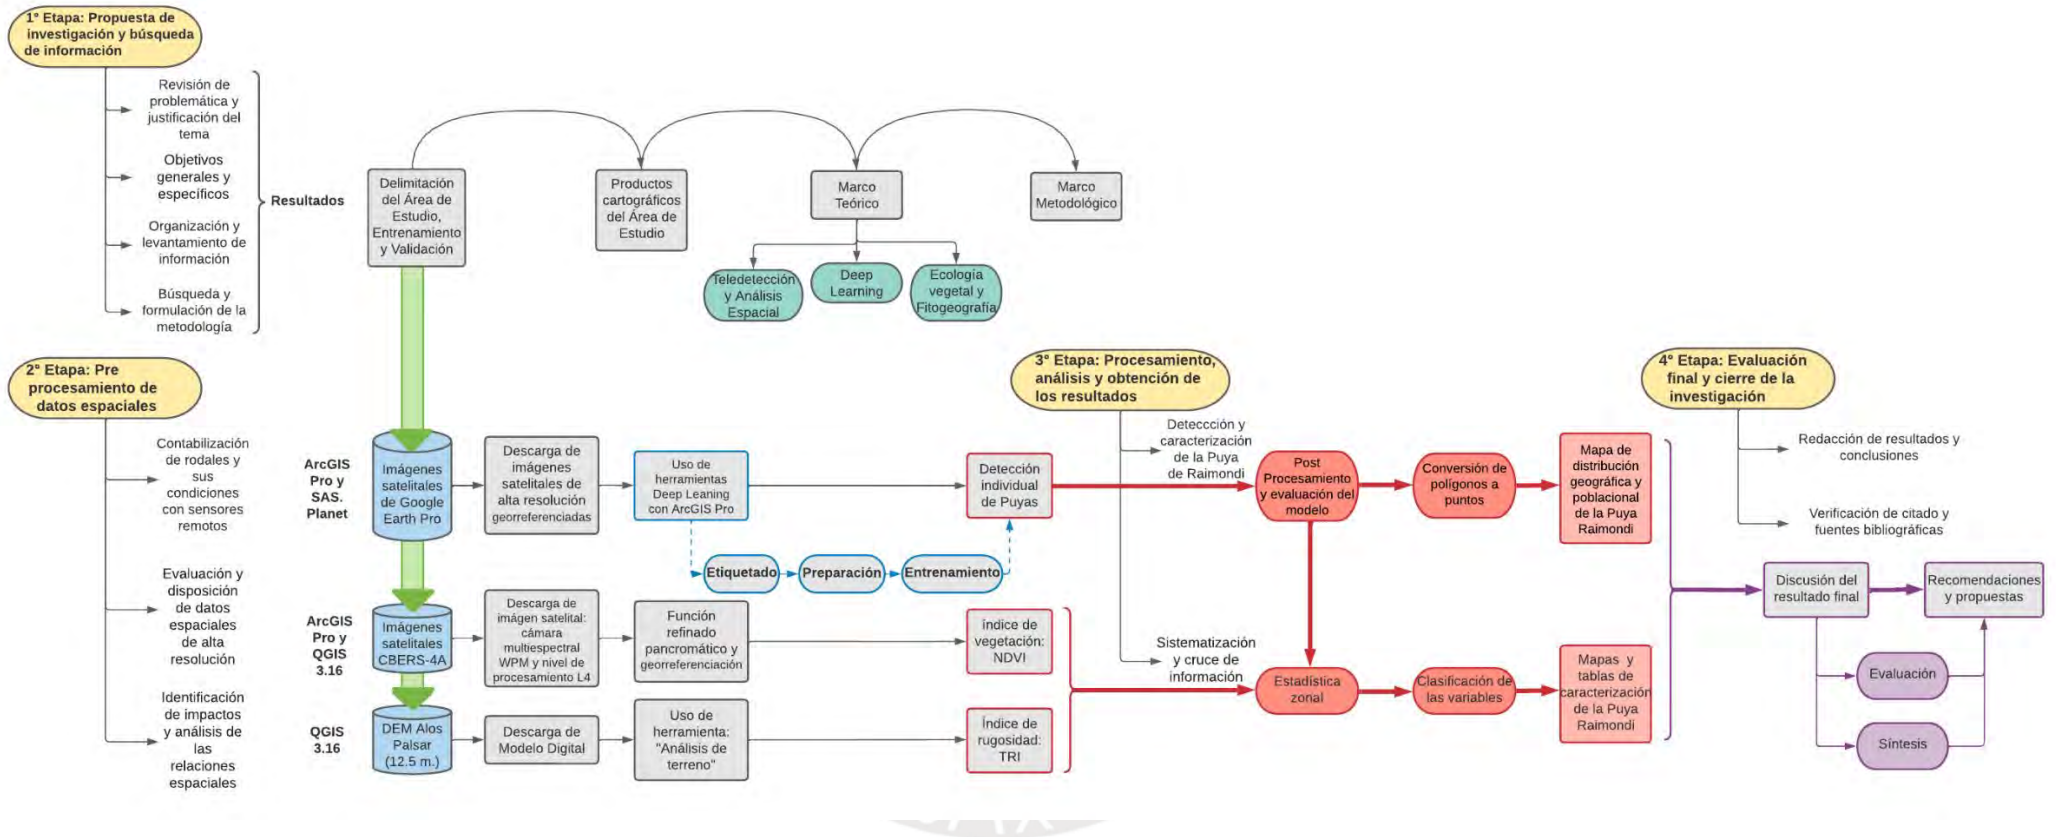 1° Etapa: Propuesta de
investigación y búsqueda
de información
Revisión de
problemática y
justificación del
tema
Objetivos
generales y
específicos
Organización y
levantamiento de
información
Búsqueda y
formulación de la
metodología
Resultados
Delimitación
del Área de
Estudio,
Entrenamiento
y Validación
Productos
cartográficos
del Área de
Estudio
Marco
Teórico
Marco
Metodológico
Teledetección
y Análisis
Espacial
Deep
Learning
Ecología
vegetal y
Fitogeografía
2° Etapa: Pre
procesamiento de
datos espaciales
Contabilización
de rodales y
sus
condiciones
con sensores
remotos
Evaluación y
disposición
de datos
espaciales
de alta
resolución
Identificación
de impactos
y análisis de
las
relaciones
espaciales
ArcGIS
Pro y
SAS.
Planet
Imágenes
satelitales
de Google
Earth Pro
Descarga de
imágenes
satelitales de
alta resolución
georreferenciadas
Uso de
herramientas
Deep Leaning
con ArcGIS Pro
Etiquetado
Preparación
Entrenamiento
Detección
individual
de Puyas
ArcGIS
Pro y
QGIS
3.16
Imágenes
satelitales
CBERS-4A
Descarga de
imágen satelital:
cámara
multiespectral
WPM y nivel de
procesamiento L4
Función
refinado
pancromático y
georreferenciación
índice de
vegetación:
NDVI
QGIS
3.16
DEM Alos
Palsar
(12.5 m.)
Descarga de
Modelo Digital
Uso de
herramienta:
"Análisis de
terreno"
Índice de
rugosidad:
TRI
3° Etapa: Procesamiento,
análisis y obtención de
los resultados
Deteccción y
caracterización
de la Puya
de Raimondi
Sistematización
y cruce de
información
Post
Procesamiento
y evaluación del
modelo
Conversión de
polígonos a
puntos
Mapa de
distribución
geográfica y
poblacional
de la Puya
Raimondi
Estadística
zonal
Clasificación de
las variables
Mapas y
tablas de
caracterización
de la Puya
Raimondi
4° Etapa: Evaluación
final y cierre de la
investigación
Redacción de resultados y
conclusiones
Verificación de citado y
fuentes bibliográficas
Discusión del
resultado final
Recomendaciones
y propuestas
Evaluación
Síntesis